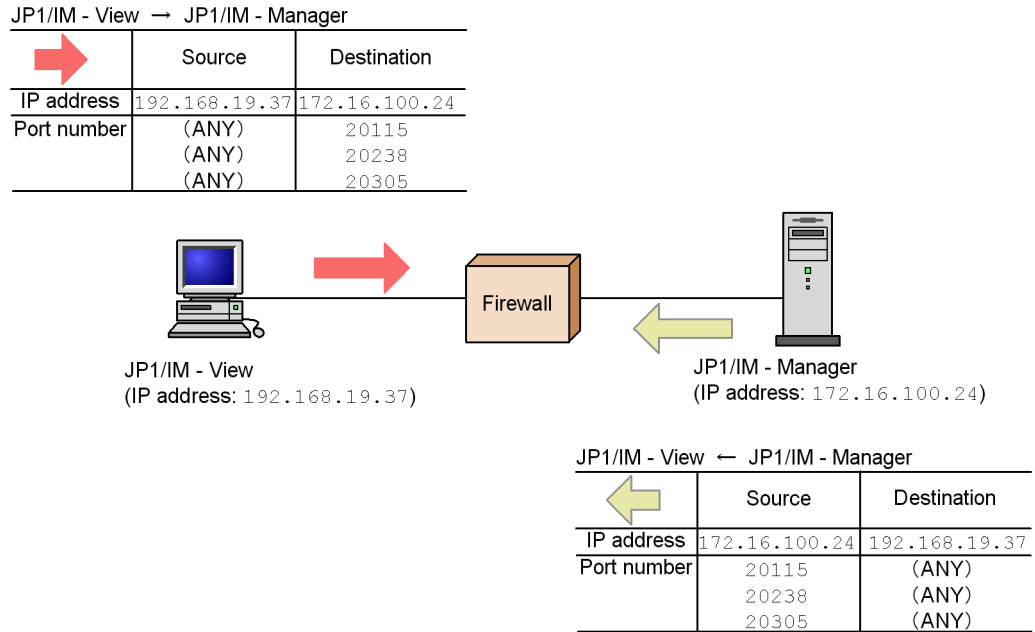 JP1/IM - View → JP1/IM - Manager
Source Destination
IP address 192.168.19.37 172.16.100.24
Port number (ANY) 20115
(ANY) 20238
(ANY) 20305
Firewall
JP1/IM - View
(IP address: 192.168.19.37)
JP1/IM - Manager
(IP address: 172.16.100.24)
JP1/IM - View ← JP1/IM - Manager
Source Destination
IP address 172.16.100.24 192.168.19.37
Port number 20115 (ANY)
20238 (ANY)
20305 (ANY)